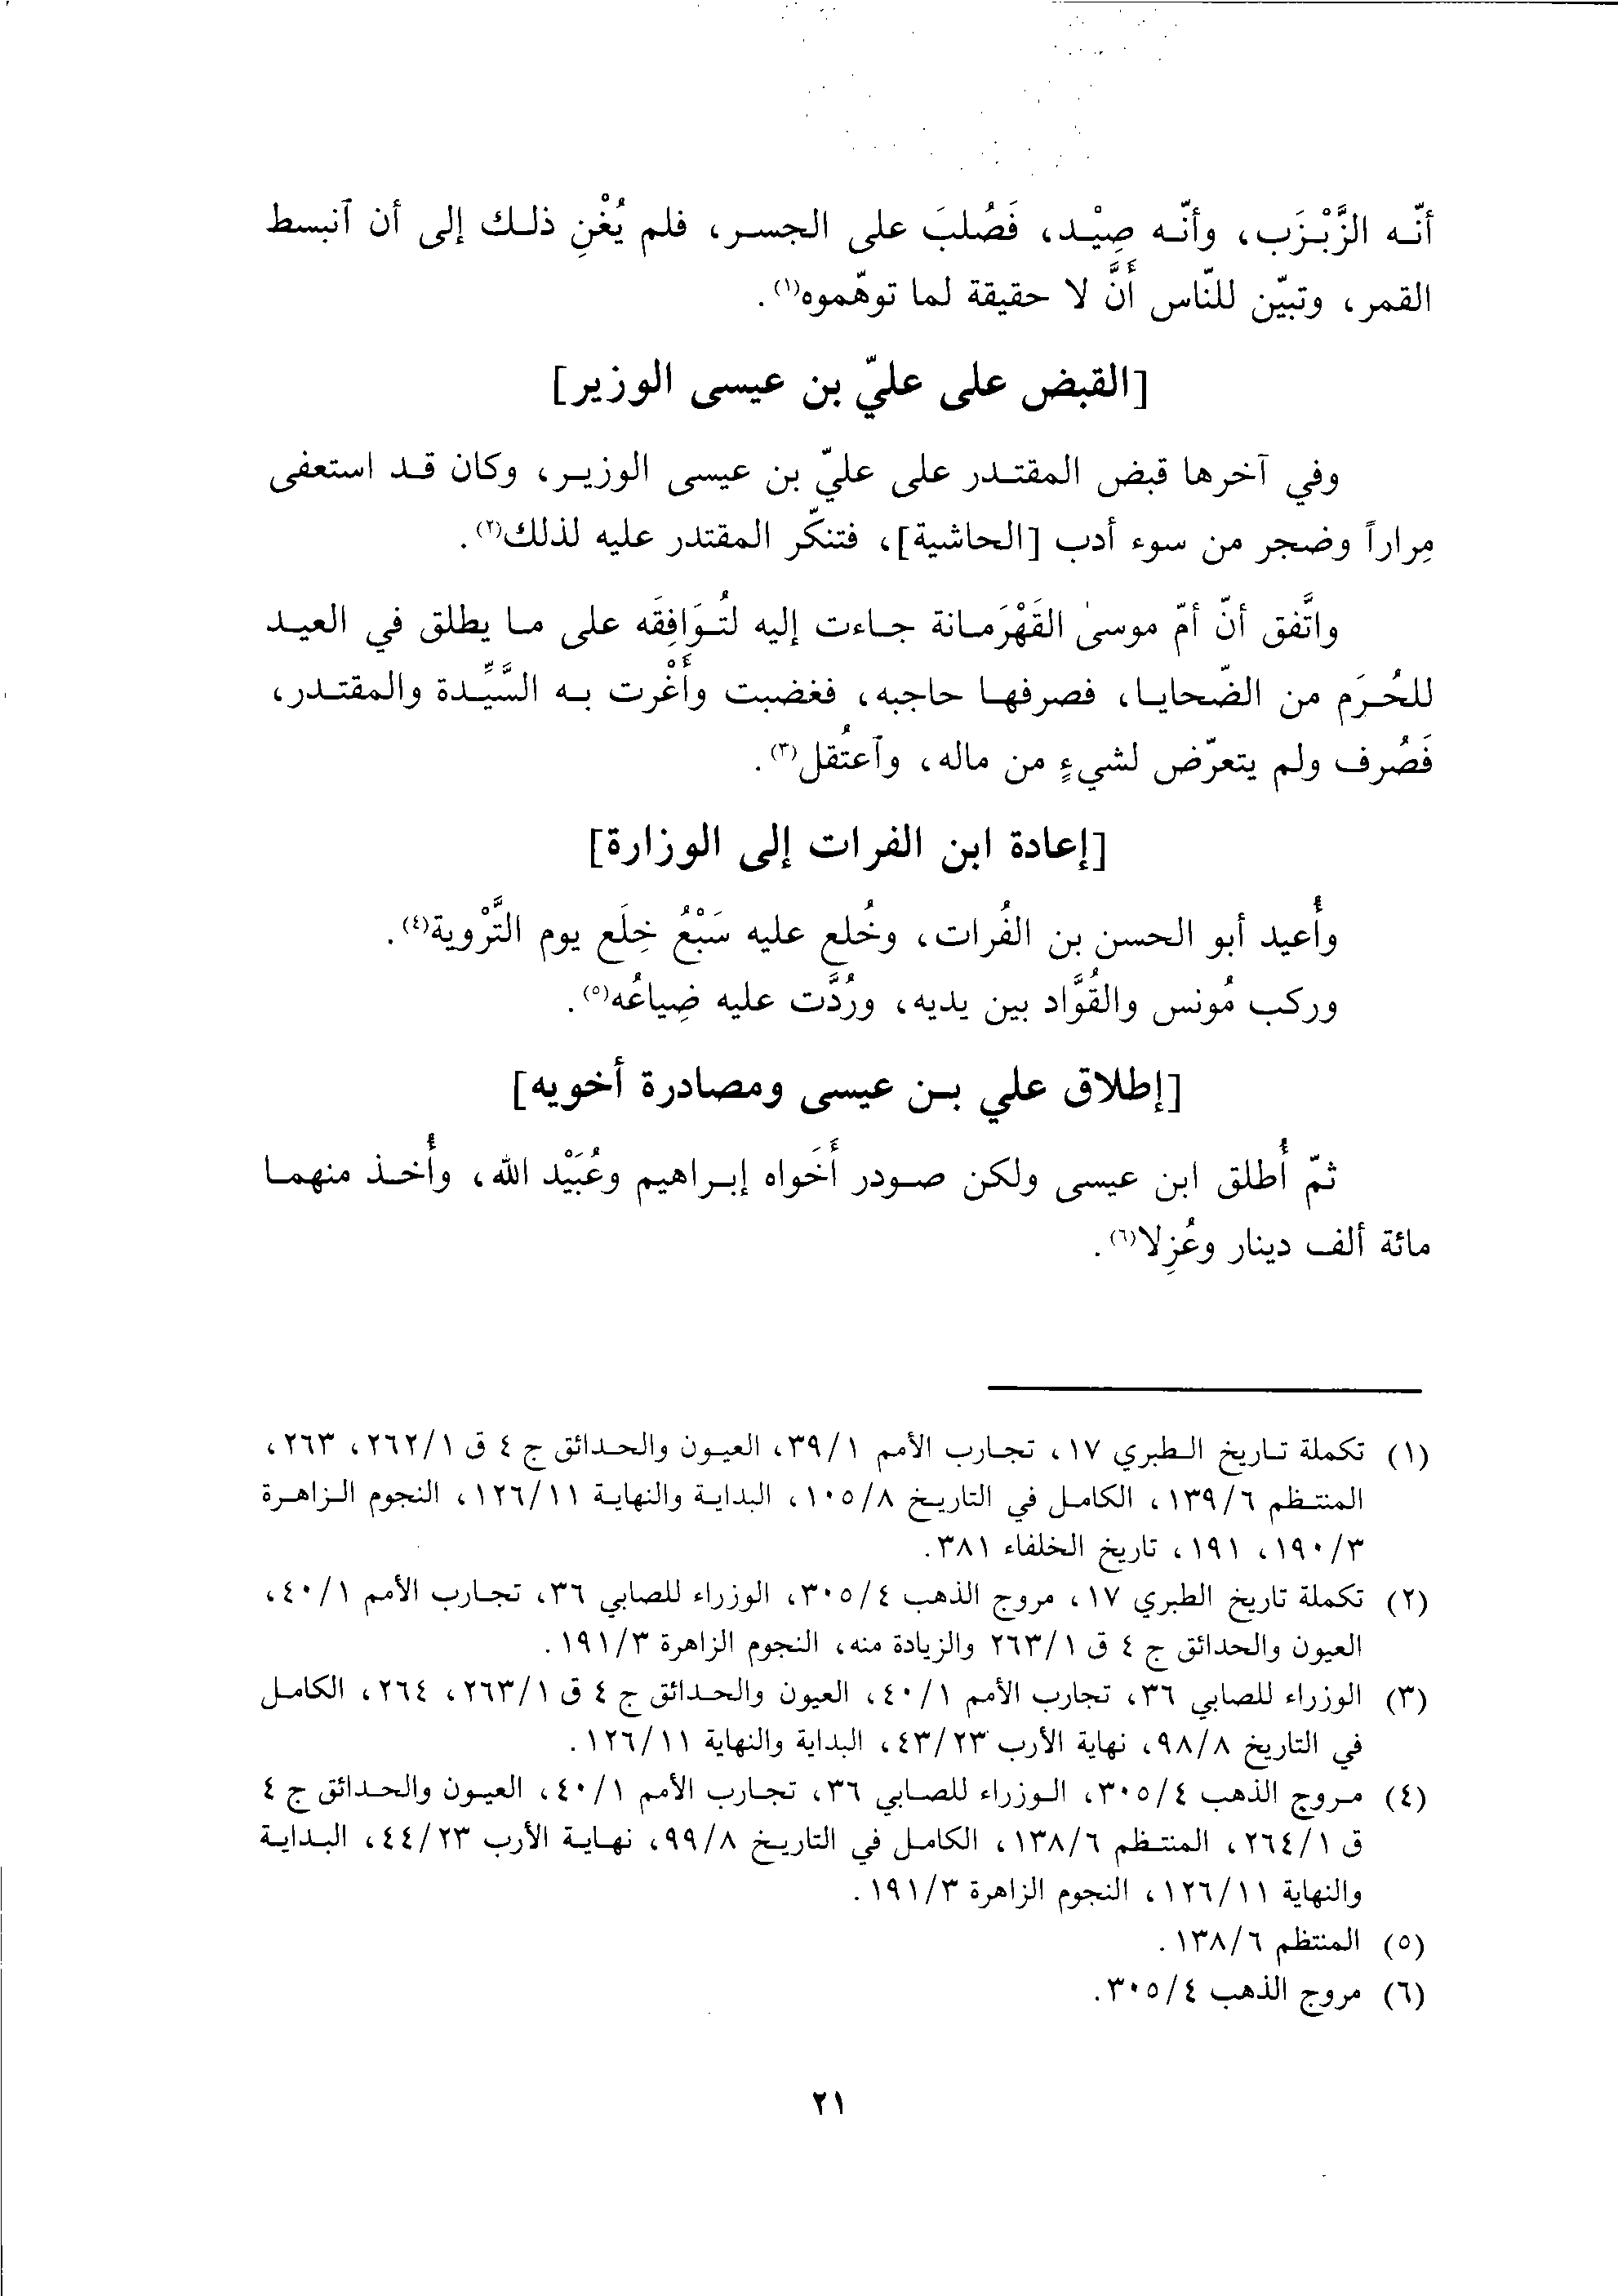 أنّه الزَّبْزَب، وأنّه صِيْد، فَصُلبَ على الجسر، فلم يُغْنِ ذلك إلى أن ٱنبسط
القمر، وتبيّن للنّاس أَنَّ لا حقيقة لما توهّموه(١).
[القبض على عليّ بن عيسى الوزير]
وفي آخرها قبض المقتدر على عليّ بن عيسى الوزير، وكان قد استعفى
مِراراً وضجر من سوء أدب [الحاشية]، فتنكّر المقتدر عليه لذلك(٢).
واتَّفق أنّ أمّ موسىٰ القَهْرَمانة جاءت إليه لتُوَافِقَه على ما يطلق في العيد
للحُرَم من الضّحايا، فصرفها حاجبه، فغضبت وأَغْرت به السَّيِّدة والمقتدر،
فَصُرف ولم يتعرّض لشيءٍ من ماله، وٱعتُقل(٣).
[إعادة ابن الفرات إلى الوزارة]
وأُعيد أبو الحسن بن الفُرات، وخُلع عليه سَبْعُ خِلَع يوم التَّرْوية(٤).
وركب مُونس والقُوَّاد بين يديه، ورُدَّت عليه ضِياعُه(٥).
[إطلاق علي بن عيسى ومصادرة أخويه]
ثمّ أُطلق ابن عيسى ولكن صودر أَخَواه إبراهيم وعُبَيْد الله، وأُخذ منهما
مائة ألف دينار وعُزِلا(٦).
(١) تكملة تاريخ الطبري ١٧، تجارب الأمم ٣٩/١، العيون والحدائق ج ٤ ق ٢٦٢/١، ٢٦٣،
المنتظم ١٣٩/٦، الكامل في التاريخ ١٠٥/٨، البداية والنهاية ١٢٦/١١، النجوم الزاهرة
١٩٠/٣، ١٩١، تاريخ الخلفاء ٣٨١.
(٢) تكملة تاريخ الطبري ١٧، مروج الذهب ٣٠٥/٤، الوزراء للصابي ٣٦، تجارب الأمم ٤٠/١،
العيون والحدائق ج ٤ ق ٢٦٣/١ والزيادة منه، النجوم الزاهرة ١٩١/٣.
(٣) الوزراء للصابي ٣٦، تجارب الأمم ٤٠/١، العيون والحدائق ج ٤ ق ٢٦٣/١، ٢٦٤، الكامل
في التاريخ ٩٨/٨، نهاية الأرب ٤٣/٢٣، البداية والنهاية ١٢٦/١١.
(٤) مروج الذهب ٣٠٥/٤، الوزراء للصابي ٣٦، تجارب الأمم ٤٠/١، العيون والحدائق ج ٤
ق ٢٦٤/١، المنتظم ١٣٨/٦، الكامل في التاريخ ٩٩/٨، نهاية الأرب ٤٤/٢٣، البداية
والنهاية ١٢٦/١١، النجوم الزاهرة ١٩١/٣.
(٥) المنتظم ١٣٨/٦.
(٦) مروج الذهب ٣٠٥/٤.
٢١